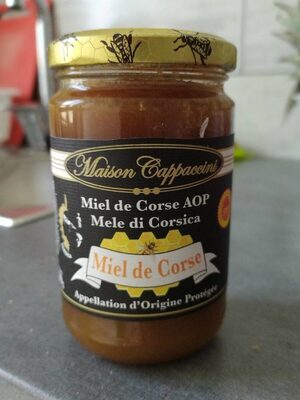 Maison Cappaccini
Miel de Corse AOP
Mele di Corsica
Miel de Corse
Appellation d'Origine Protégée